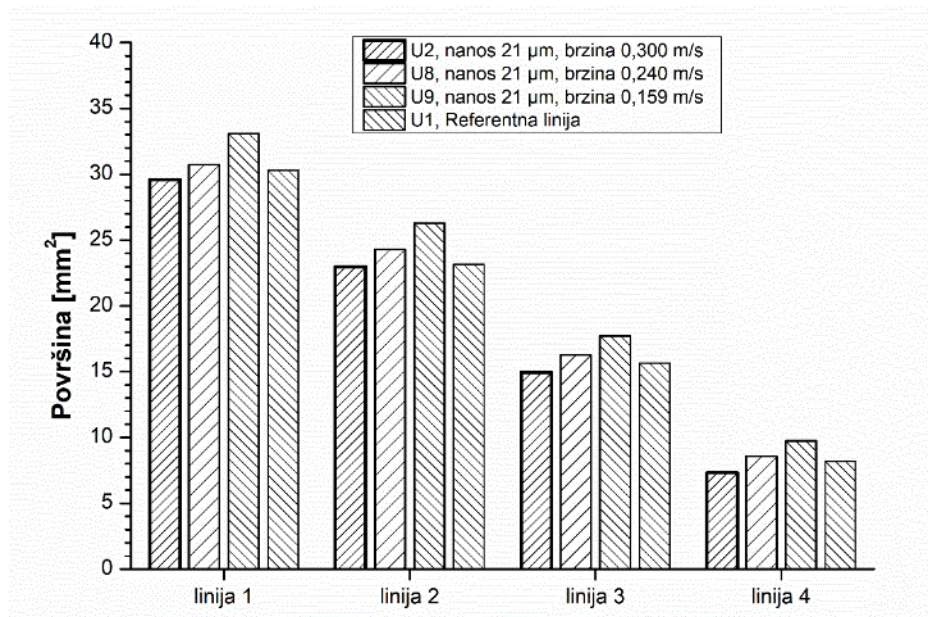 40
35
30
25
20
15
10
5
0
Površina [mm²]
U2, nanos 21 µm, brzina 0,300 m/s
U8, nanos 21 µm, brzina 0,240 m/s
U9, nanos 21 µm, brzina 0,159 m/s
U1, Referentna linija
linija 1 linija 2 linija 3 linija 4